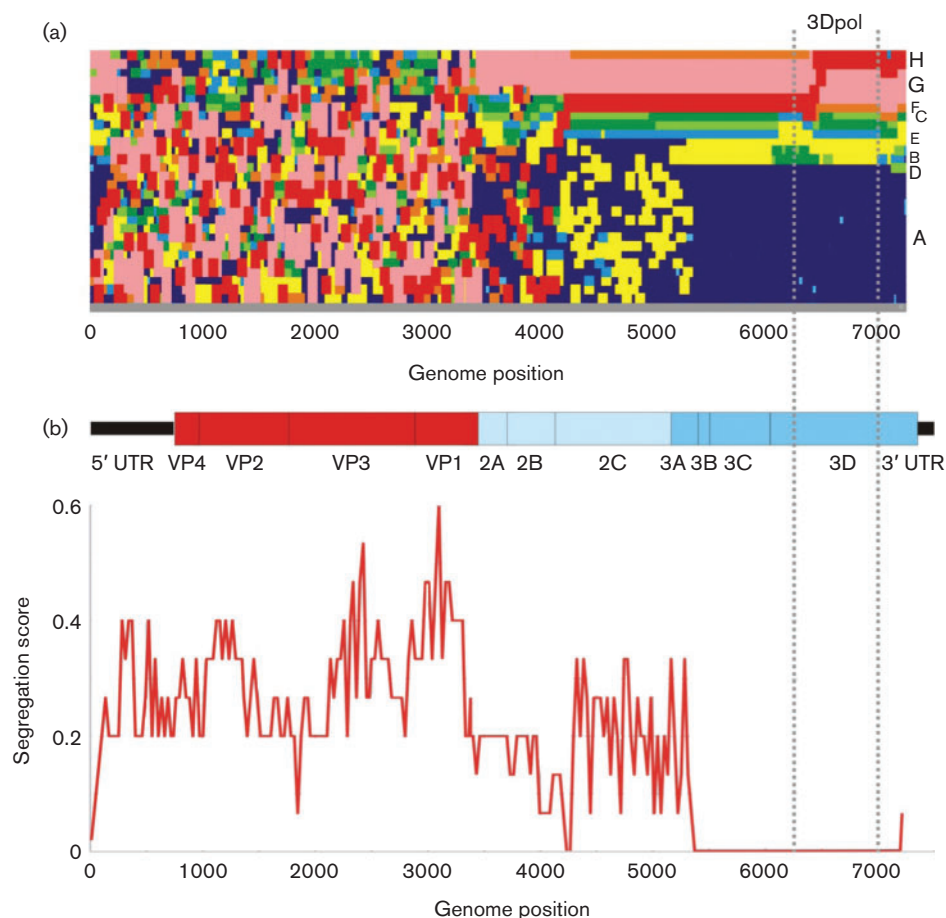 3Dpol
(a)
H
G
F
C
E
B
D
A
0 1000 2000 3000 4000 5000 6000 7000
Genome position
(b)
5′ UTR VP4 VP2 VP3 VP1 2A 2B 2C 3A 3B 3C 3D 3′ UTR
0.6
0.4
0.2
0
Segregation score
0 1000 2000 3000 4000 5000 6000 7000
Genome position